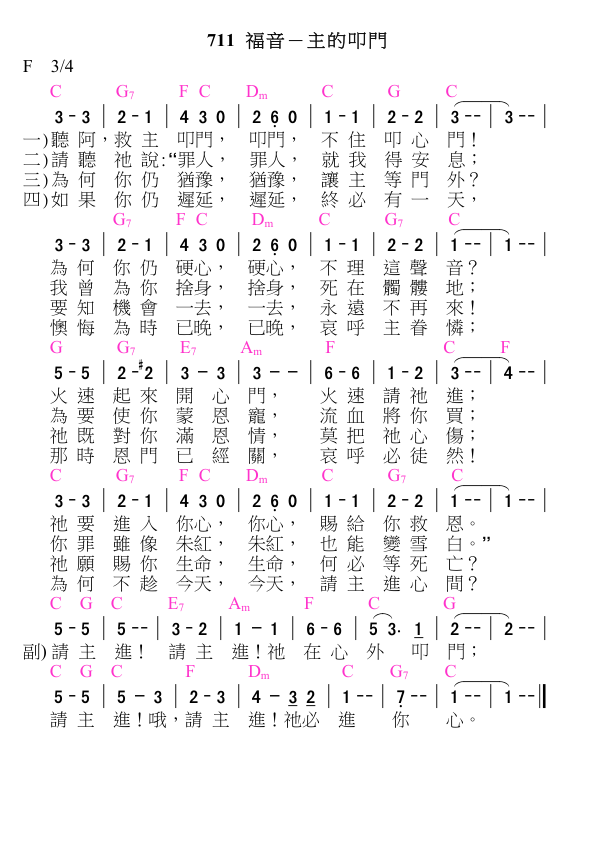 711 福音－主的叩門
F 3/4
C G7 F C Dm C G C
3 - 3 | 2 - 1 | 4 3 0 | 2 6̣ 0 | 1 - 1 | 2 - 2 | 3 - - | 3 - - |
一)聽 阿，救 主 叩門， 叩門， 不 住 叩 心 門！
二)請 聽 祂 說：“罪人， 罪人， 就 我 得 安 息；
三)為 何 你 仍 猶豫， 猶豫， 讓 主 等 門 外？
四)如 果 你 仍 遲延， 遲延， 終 必 有 一 天，
G7 F C Dm C G7 C
3 - 3 | 2 - 1 | 4 3 0 | 2 6̣ 0 | 1 - 1 | 2 - 2 | 1 - - | 1 - - |
為 何 你 仍 硬心， 硬心， 不 理 這 聲 音？
我 曾 為 你 捨身， 捨身， 死 在 髑 髏 地；
要 知 機 會 一去， 一去， 永 遠 不 再 來！
懊 悔 為 時 已晚， 已晚， 哀 呼 主 眷 憐；
G G7 E7 Am F C F
5 - 5 | 2 - #2 | 3 - 3 | 3 - - | 6 - 6 | 1 - 2 | 3 - - | 4 - - |
火 速 起 來 開 心 門， 火 速 請 祂 進；
為 要 使 你 蒙 恩 寵， 流 血 將 你 買；
祂 既 對 你 滿 恩 情， 莫 把 祂 心 傷；
那 時 恩 門 已 經 關， 哀 呼 必 徒 然！
C G7 F C Dm C G7 C
3 - 3 | 2 - 1 | 4 3 0 | 2 6̣ 0 | 1 - 1 | 2 - 2 | 1 - - | 1 - - |
祂 要 進 入 你心， 你心， 賜 給 你 救 恩。
你 罪 雖 像 朱紅， 朱紅， 也 能 變 雪 白。”
祂 願 賜 你 生命， 生命， 何 必 等 死 亡？
為 何 不 趁 今天， 今天， 請 主 進 心 間？
C G C E7 Am F C G
5 - 5 | 5 - - | 3 - 2 | 1 - 1 | 6 - 6 | 5 3. 1 | 2 - - | 2 - - |
副)請 主 進！ 請 主 進！祂 在 心 外 叩 門；
C G C F Dm C G7 C
5 - 5 | 5 - 3 | 2 - 3 | 4 - 3 2 | 1 - - | 7̣ - - | 1 - - | 1 - - ‖
請 主 進！哦，請 主 進！祂必 進 你 心。